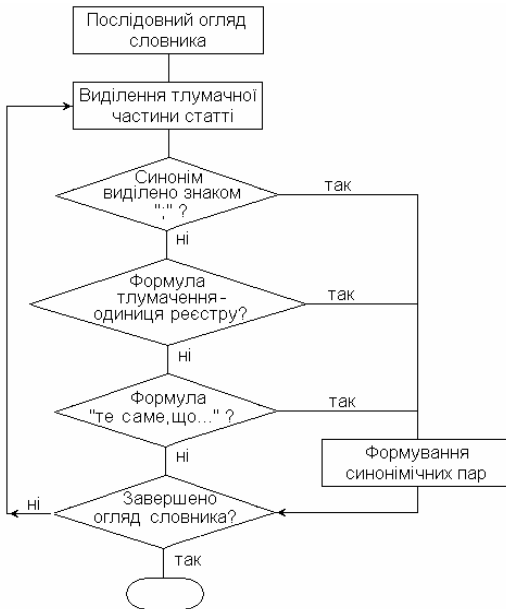 Послідовний огляд
словника
Виділення тлумачної
частини статті
Синонім
виділено знаком
";" ?
так
ні
Формула
тлумачення-
одиниця реєстру?
так
ні
Формула
"те саме,що..." ?
так
ні
Формування
синонімічних пар
Завершено
огляд словника?
ні
так